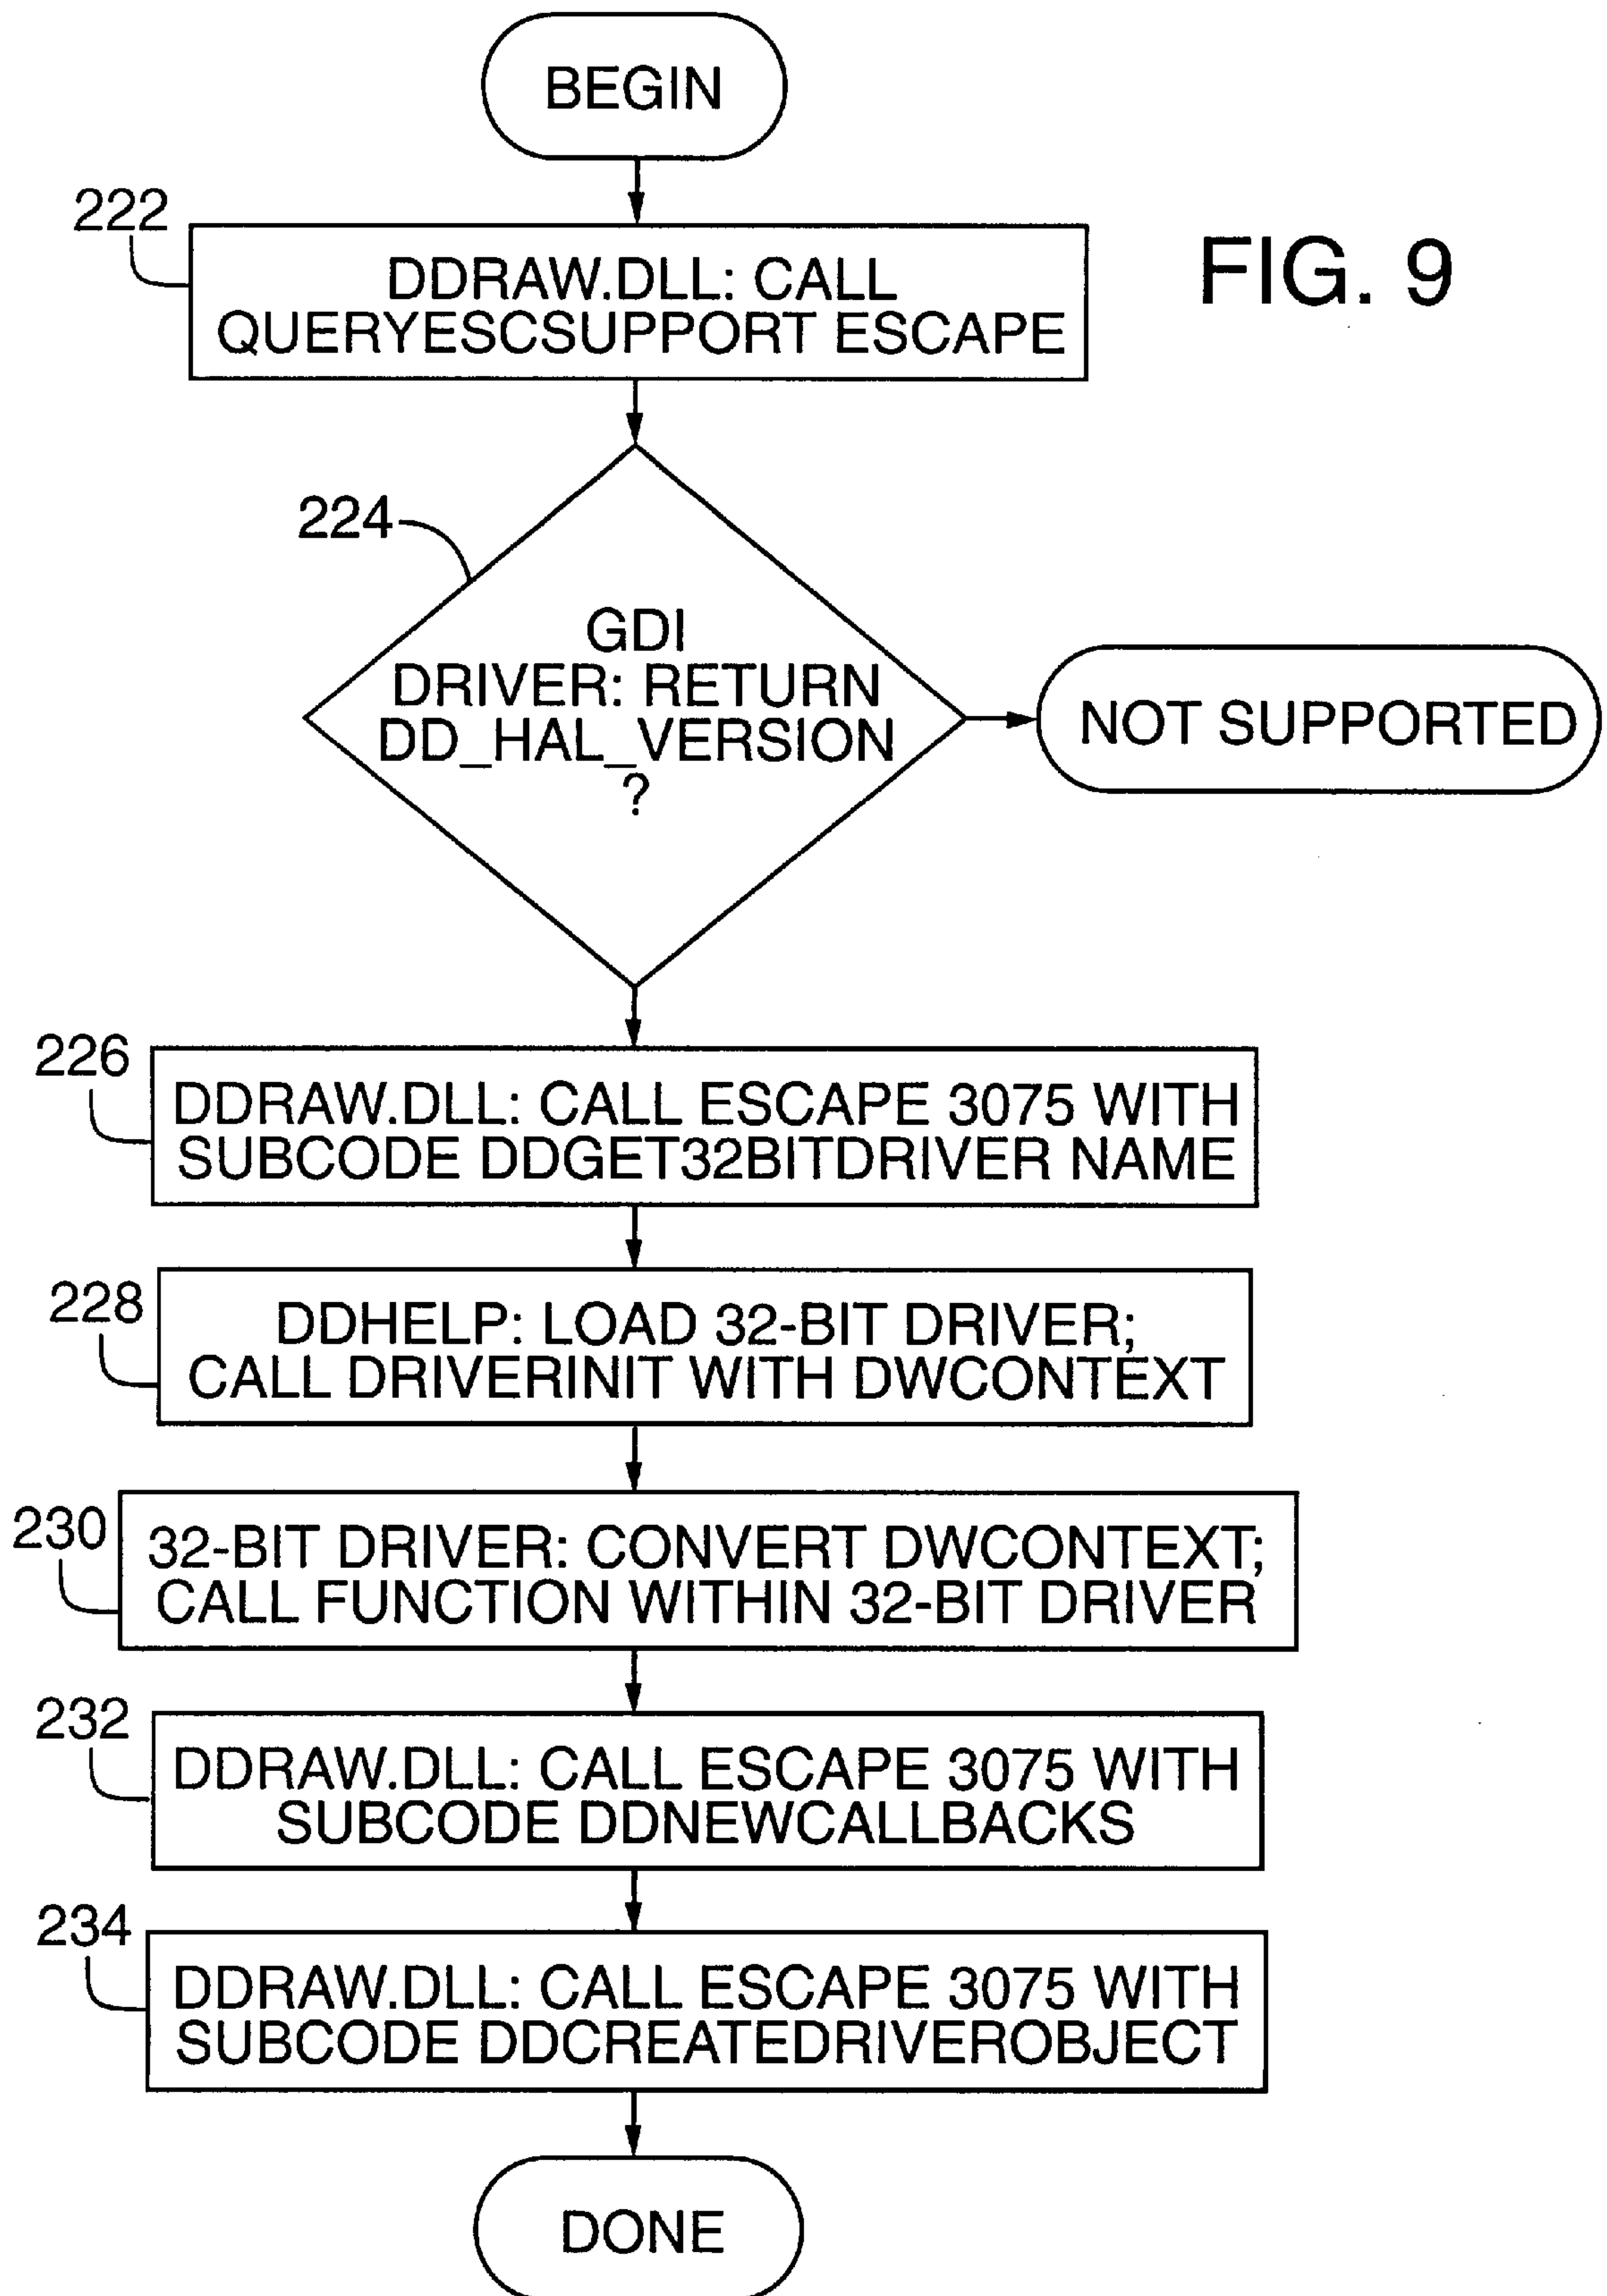 BEGIN
222
DDRAW.DLL: CALL
QUERYESCSUPPORT ESCAPE
FIG. 9
224
GDI
DRIVER: RETURN
DD_HAL_VERSION
?
NOT SUPPORTED
226
DDRAW.DLL: CALL ESCAPE 3075 WITH
SUBCODE DDGET32BITDRIVER NAME
228
DDHELP: LOAD 32-BIT DRIVER;
CALL DRIVERINIT WITH DWCONTEXT
230
32-BIT DRIVER: CONVERT DWCONTEXT;
CALL FUNCTION WITHIN 32-BIT DRIVER
232
DDRAW.DLL: CALL ESCAPE 3075 WITH
SUBCODE DDNEWCALLBACKS
234
DDRAW.DLL: CALL ESCAPE 3075 WITH
SUBCODE DDCREATEDRIVEROBJECT
DONE